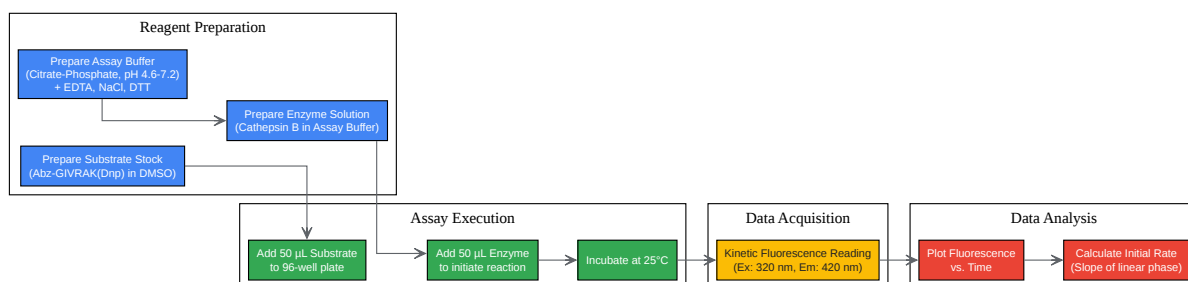 Reagent Preparation
Prepare Assay Buffer
(Citrate-Phosphate, pH 4.6-7.2)
+ EDTA, NaCl, DTT
Prepare Enzyme Solution
(Cathepsin B in Assay Buffer)
Prepare Substrate Stock
(Abz-GIVRAK(Dnp) in DMSO)
Assay Execution
Add 50 µL Substrate
to 96-well plate
Add 50 µL Enzyme
to initiate reaction
Incubate at 25°C
Data Acquisition
Kinetic Fluorescence Reading
(Ex: 320 nm, Em: 420 nm)
Data Analysis
Plot Fluorescence
vs. Time
Calculate Initial Rate
(Slope of linear phase)